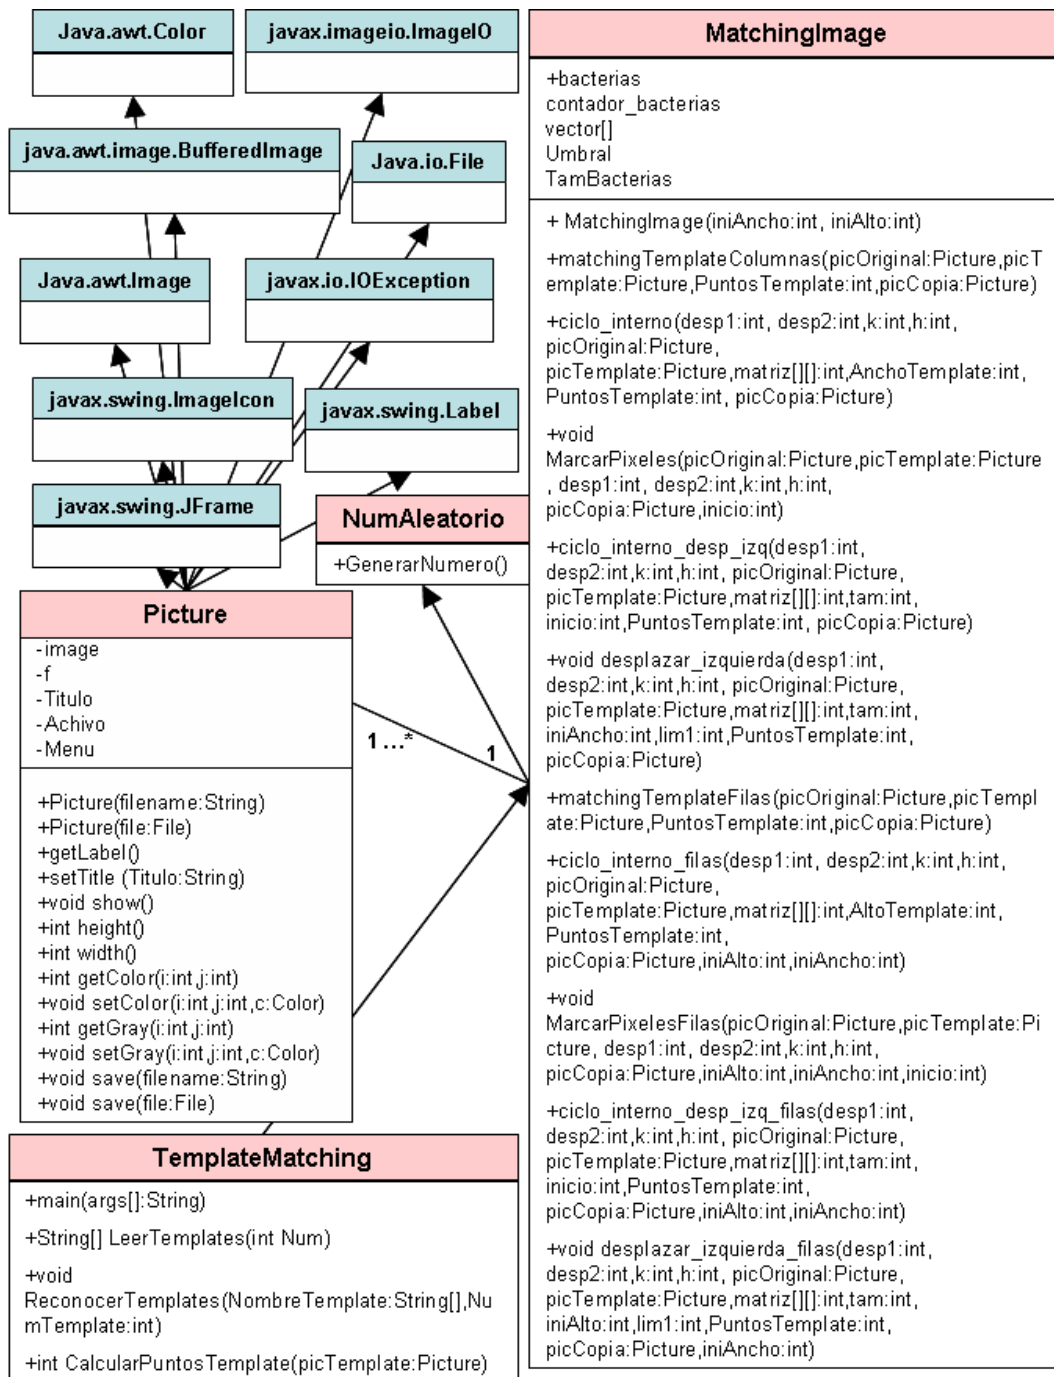 Java.awt.Color
javax.imageio.ImageIO
java.awt.image.BufferedImage
Java.io.File
Java.awt.Image
javax.io.IOException
javax.swing.ImageIcon
javax.swing.Label
javax.swing.JFrame
NumAleatorio
+GenerarNumero()
Picture
-image
-f
-Titulo
-Achivo
-Menu
+Picture(filename:String)
+Picture(file:File)
+getLabel()
+setTitle (Titulo:String)
+void show()
+int height()
+int width()
+int getColor(i:int,j:int)
+void setColor(i:int,j:int,c:Color)
+int getGray(i:int,j:int)
+void setGray(i:int,j:int,c:Color)
+void save(filename:String)
+void save(file:File)
1 ...*
1
TemplateMatching
+main(args[]:String)
+String[] LeerTemplates(int Num)
+void
ReconocerTemplates(NombreTemplate:String[],Nu
mTemplate:int)
+int CalcularPuntosTemplate(picTemplate:Picture)
MatchingImage
+bacterias
contador_bacterias
vector[]
Umbral
TamBacterias
+ MatchingImage(iniAncho:int, iniAlto:int)
+matchingTemplateColumnas(picOriginal:Picture,picT
emplate:Picture,PuntosTemplate:int,picCopia:Picture)
+ciclo_interno(desp1:int, desp2:int,k:int,h:int,
picOriginal:Picture,
picTemplate:Picture,matriz[][]:int,AnchoTemplate:int,
PuntosTemplate:int, picCopia:Picture)
+void
MarcarPixeles(picOriginal:Picture,picTemplate:Picture
, desp1:int, desp2:int,k:int,h:int,
picCopia:Picture,inicio:int)
+ciclo_interno_desp_izq(desp1:int,
desp2:int,k:int,h:int, picOriginal:Picture,
picTemplate:Picture,matriz[][]:int,tam:int,
inicio:int,PuntosTemplate:int, picCopia:Picture)
+void desplazar_izquierda(desp1:int,
desp2:int,k:int,h:int, picOriginal:Picture,
picTemplate:Picture,matriz[][]:int,tam:int,
iniAncho:int,lim1:int,PuntosTemplate:int,
picCopia:Picture)
+matchingTemplateFilas(picOriginal:Picture,picTempl
ate:Picture,PuntosTemplate:int,picCopia:Picture)
+ciclo_interno_filas(desp1:int, desp2:int,k:int,h:int,
picOriginal:Picture,
picTemplate:Picture,matriz[][]:int,AltoTemplate:int,
PuntosTemplate:int,
picCopia:Picture,iniAlto:int,iniAncho:int)
+void
MarcarPixelesFilas(picOriginal:Picture,picTemplate:Pi
cture, desp1:int, desp2:int,k:int,h:int,
picCopia:Picture,iniAlto:int,iniAncho:int,inicio:int)
+ciclo_interno_desp_izq_filas(desp1:int,
desp2:int,k:int,h:int, picOriginal:Picture,
picTemplate:Picture,matriz[][]:int,tam:int,
inicio:int,PuntosTemplate:int,
picCopia:Picture,iniAlto:int,iniAncho:int)
+void desplazar_izquierda_filas(desp1:int,
desp2:int,k:int,h:int, picOriginal:Picture,
picTemplate:Picture,matriz[][]:int,tam:int,
iniAlto:int,lim1:int,PuntosTemplate:int,
picCopia:Picture,iniAncho:int)